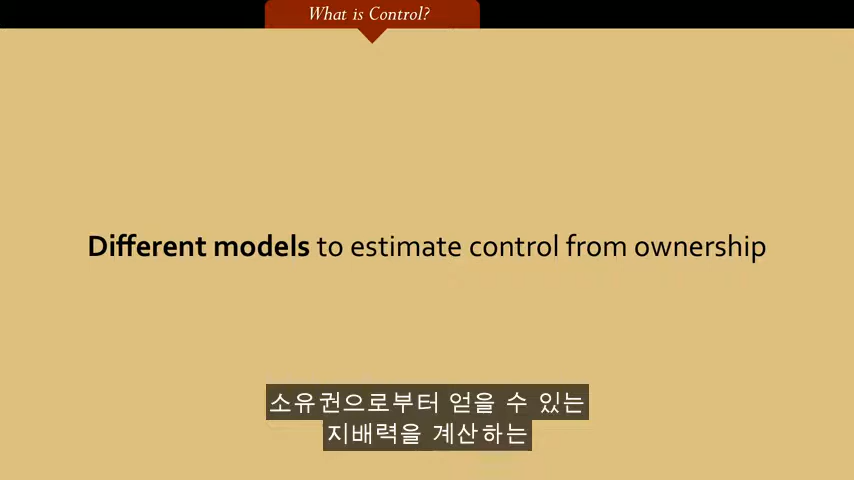 What is Control?
Different models to estimate control from ownership
소유권으로부터 얻을 수 있는
지배력을 계산하는